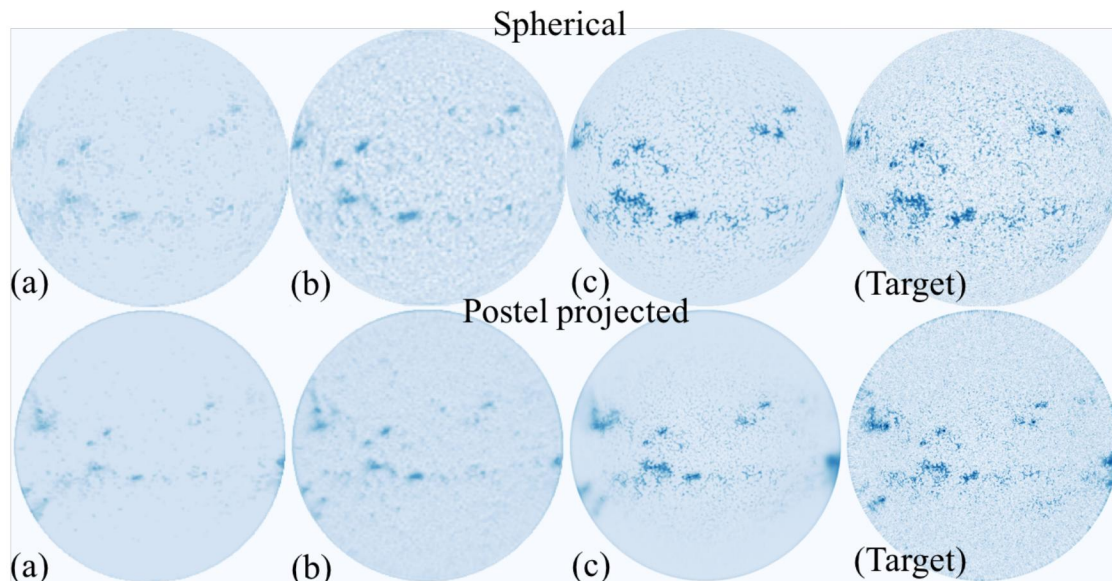 Spherical
(a) (b) (c) (Target)
Postel projected
(a) (b) (c) (Target)